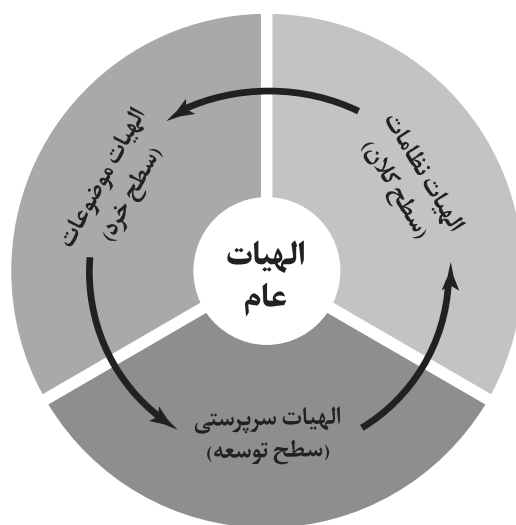 الهیات نظامات
(سطح کلان)
الهیات موضوعات
(سطح خرد)
الهیات
عام
الهیات سرپرستی
(سطح توسعه)